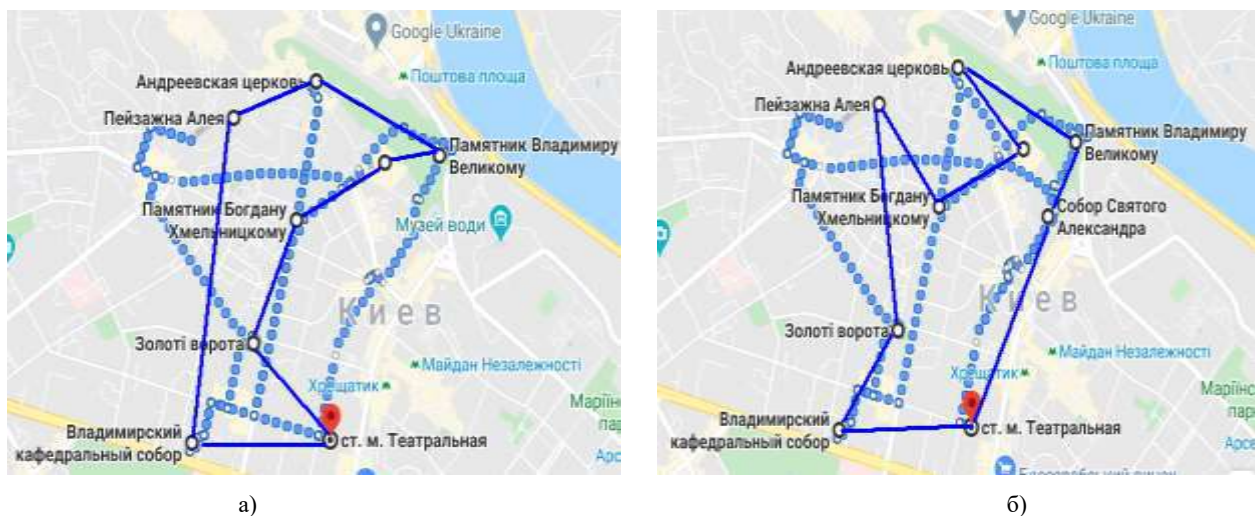 Google Ukraine
Поштова площа
Андреевская церковь
Пейзажна Алея
Памятник Владимиру
Великому
Памятник Богдану
Хмельницкому
Музей води
Киев
Золоті ворота
Майдан Незалежності
Хрещатик
Владимирский
кафедральный собор
ст. м. Театральная
а)
Google Ukraine
Поштова площа
Андреевская церковь
Пейзажна Алея
Памятник Владимиру
Великому
Памятник Богдану
Хмельницкому
Собор Святого
Александра
Киев
Золоті ворота
Майдан Незалежності
Хрещатик
Владимирский
кафедральный собор
ст. м. Театральная
б)